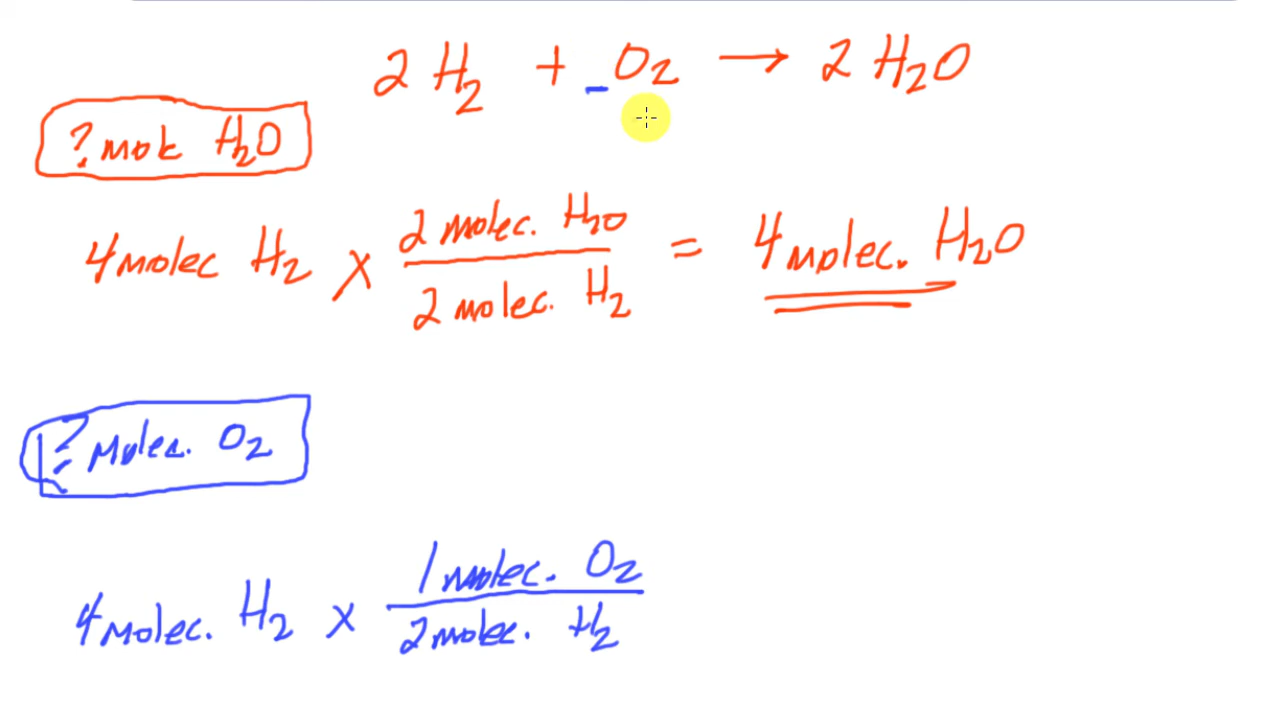 2 H₂ + _O₂ → 2 H₂O
? molec H₂O
4 molec H₂ × 2 molec. H₂O / 2 molec. H₂ = 4 molec. H₂O
? Molec. O₂
4 Molec. H₂ × 1 molec. O₂ / 2 molec. H₂